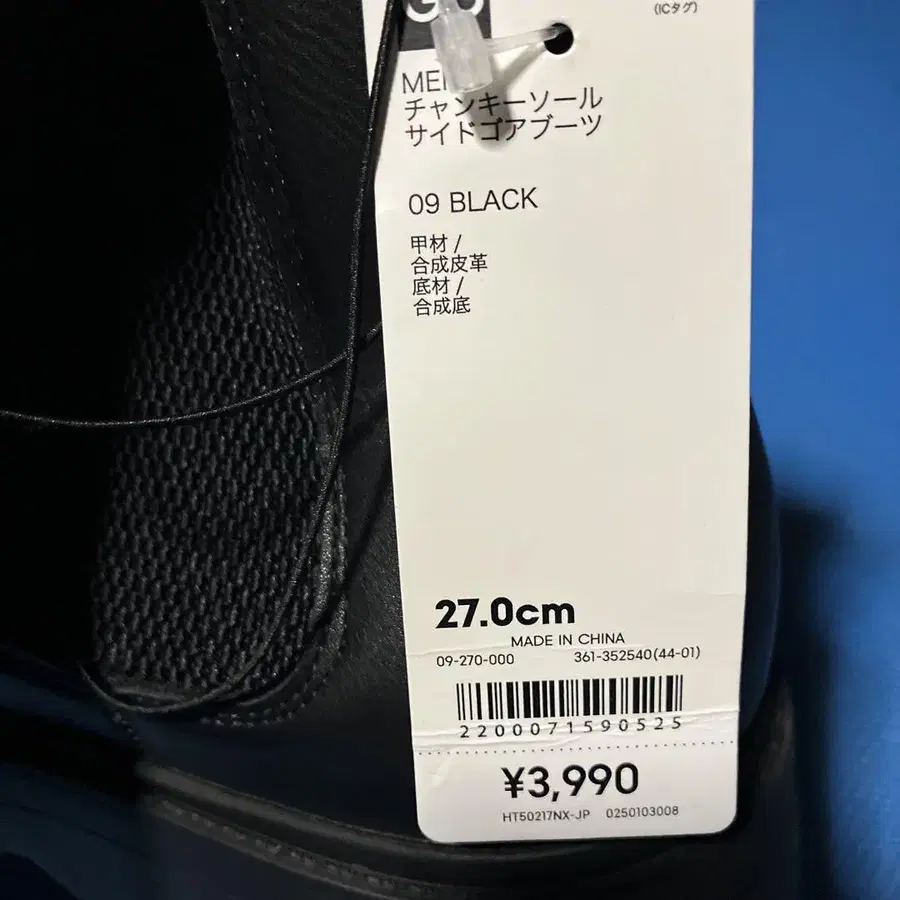 GU
(ICタグ)
MEN
チャンキーソール
サイドゴアブーツ
09 BLACK
甲材 /
合成皮革
底材 /
合成底
27.0cm
MADE IN CHINA
09-270-000 361-352540(44-01)
2200071590525
¥3,990
HT50217NX-JP 0250103008